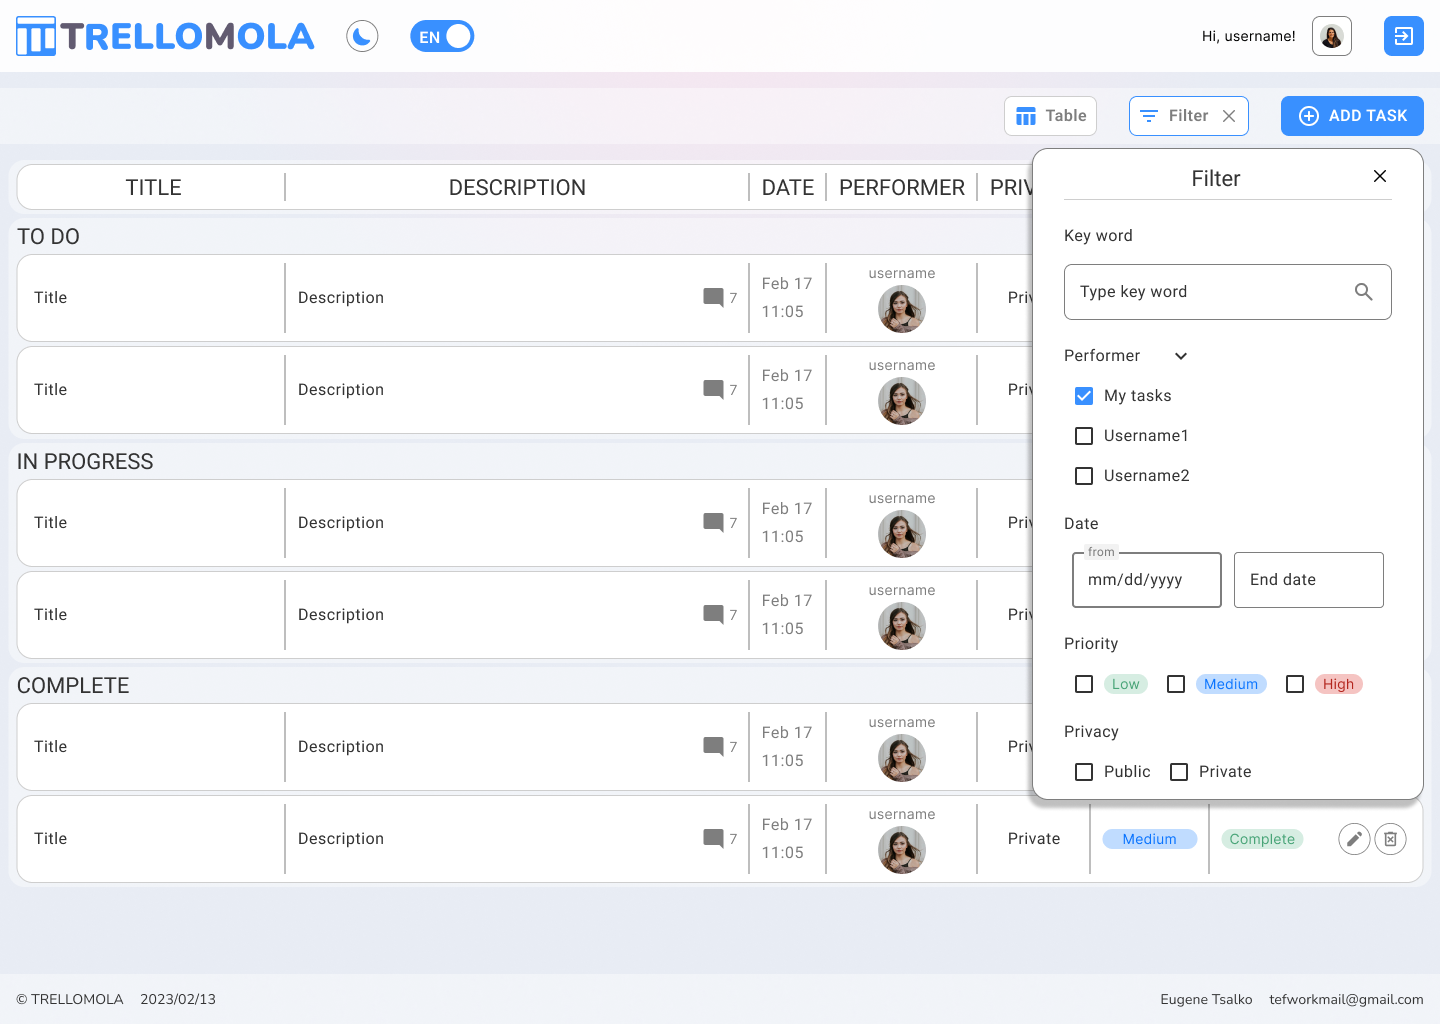 TRELLOMOLA
EN
Hi, username!
Table
Filter
ADD TASK
TITLE DESCRIPTION DATE PERFORMER PRIV
TO DO
Title Description 7 Feb 17 11:05 username Priv
Title Description 7 Feb 17 11:05 username Priv
IN PROGRESS
Title Description 7 Feb 17 11:05 username Priv
Title Description 7 Feb 17 11:05 username Priv
COMPLETE
Title Description 7 Feb 17 11:05 username Priv
Title Description 7 Feb 17 11:05 username Private Medium Complete
Filter
Key word
Type key word
Performer
My tasks
Username1
Username2
Date
from
mm/dd/yyyy End date
Priority
Low Medium High
Privacy
Public Private
© TRELLOMOLA 2023/02/13 Eugene Tsalko tefworkmail@gmail.com